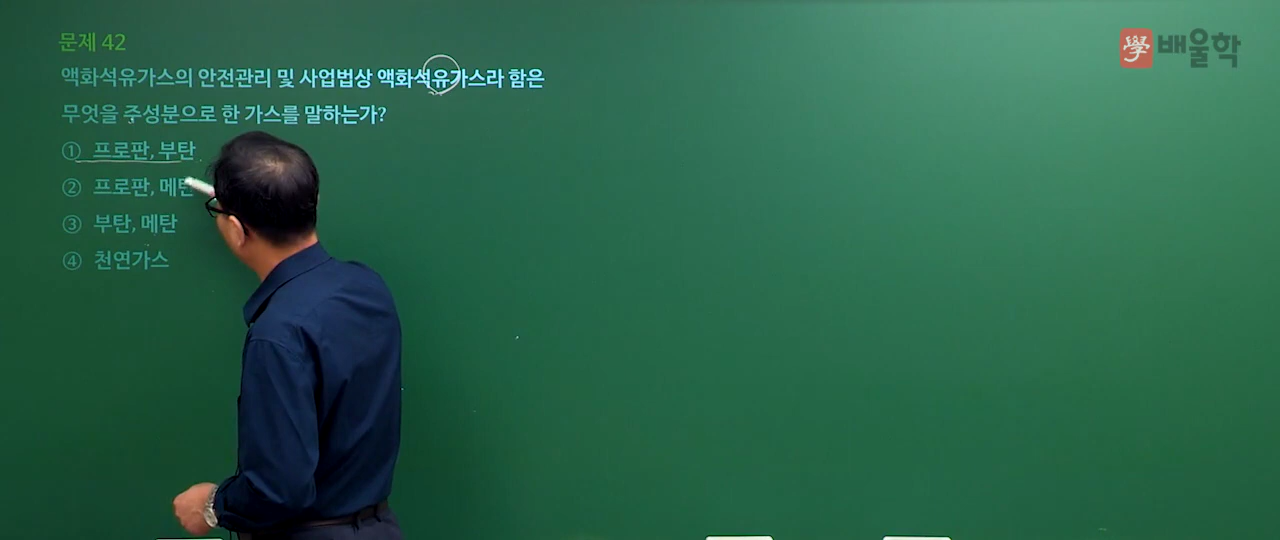 문제 42
學 배울학
액화석유가스의 안전관리 및 사업법상 액화석유가스라 함은
무엇을 주성분으로 한 가스를 말하는가?
① 프로판, 부탄
② 프로판, 메탄
③ 부탄, 메탄
④ 천연가스